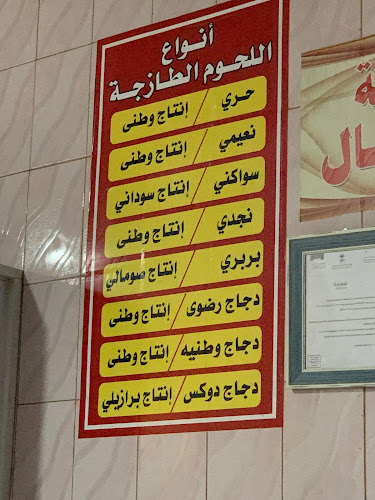 أنواع
اللحوم الطازجة
حري / إنتاج وطنى
نعيمي / إنتاج وطنى
سواكني / إنتاج سوداني
نجدي / إنتاج وطنى
بربري / إنتاج صومالي
دجاج رضوى / إنتاج وطنى
دجاج وطنيه / إنتاج وطنى
دجاج دوكس / إنتاج برازيلي